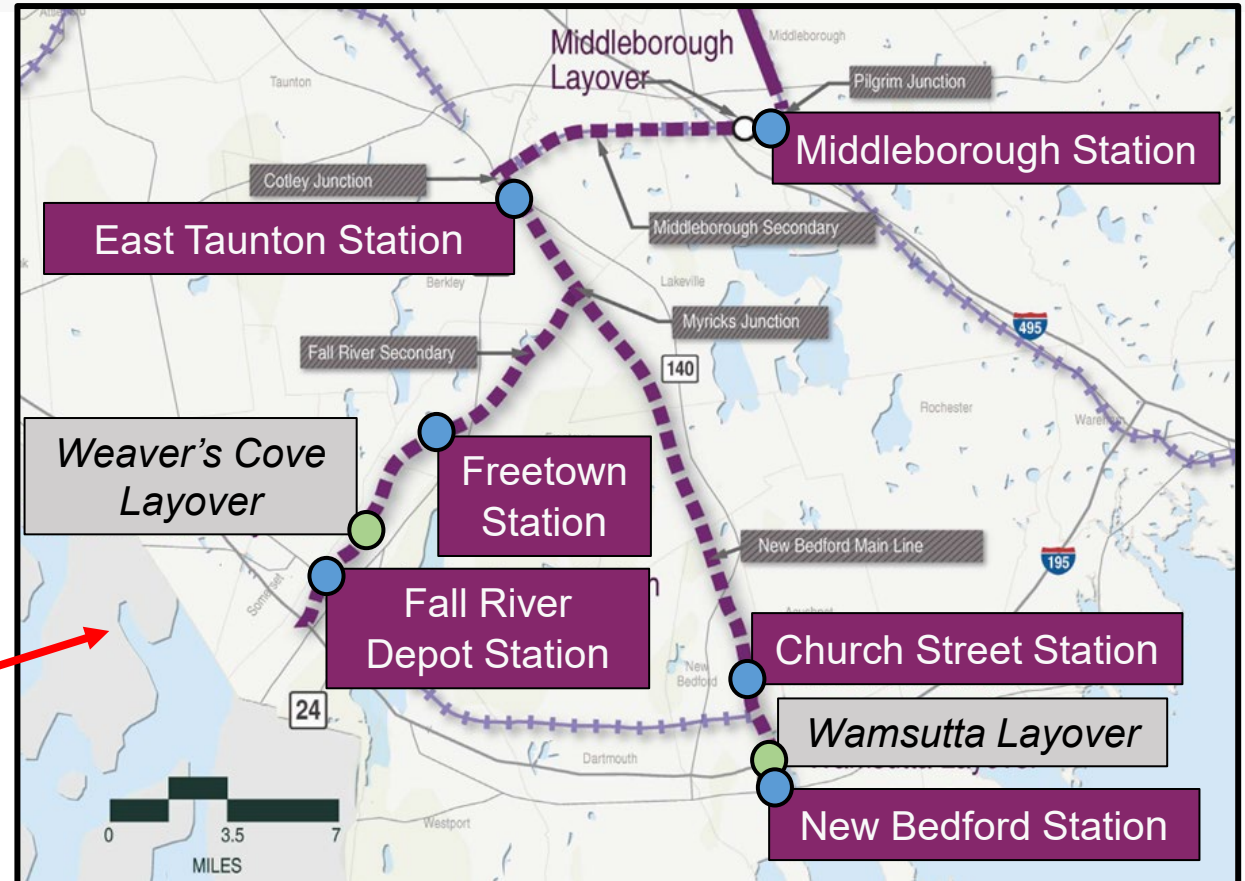 Middleborough
Layover
Middleborough
Taunton
Pilgrim Junction
Middleborough Station
Cotley Junction
East Taunton Station
Middleborough Secondary
Berkley
Lakeville
Myricks Junction
Fall River Secondary
495
140
Rochester
Weaver's Cove
Layover
Freetown
Station
New Bedford Main Line
195
Somerset
Fall River
Depot Station
Church Street Station
New
Bedford
24
Wamsutta Layover
Dartmouth
New Bedford Station
Westport
0
3.5
7
MILES